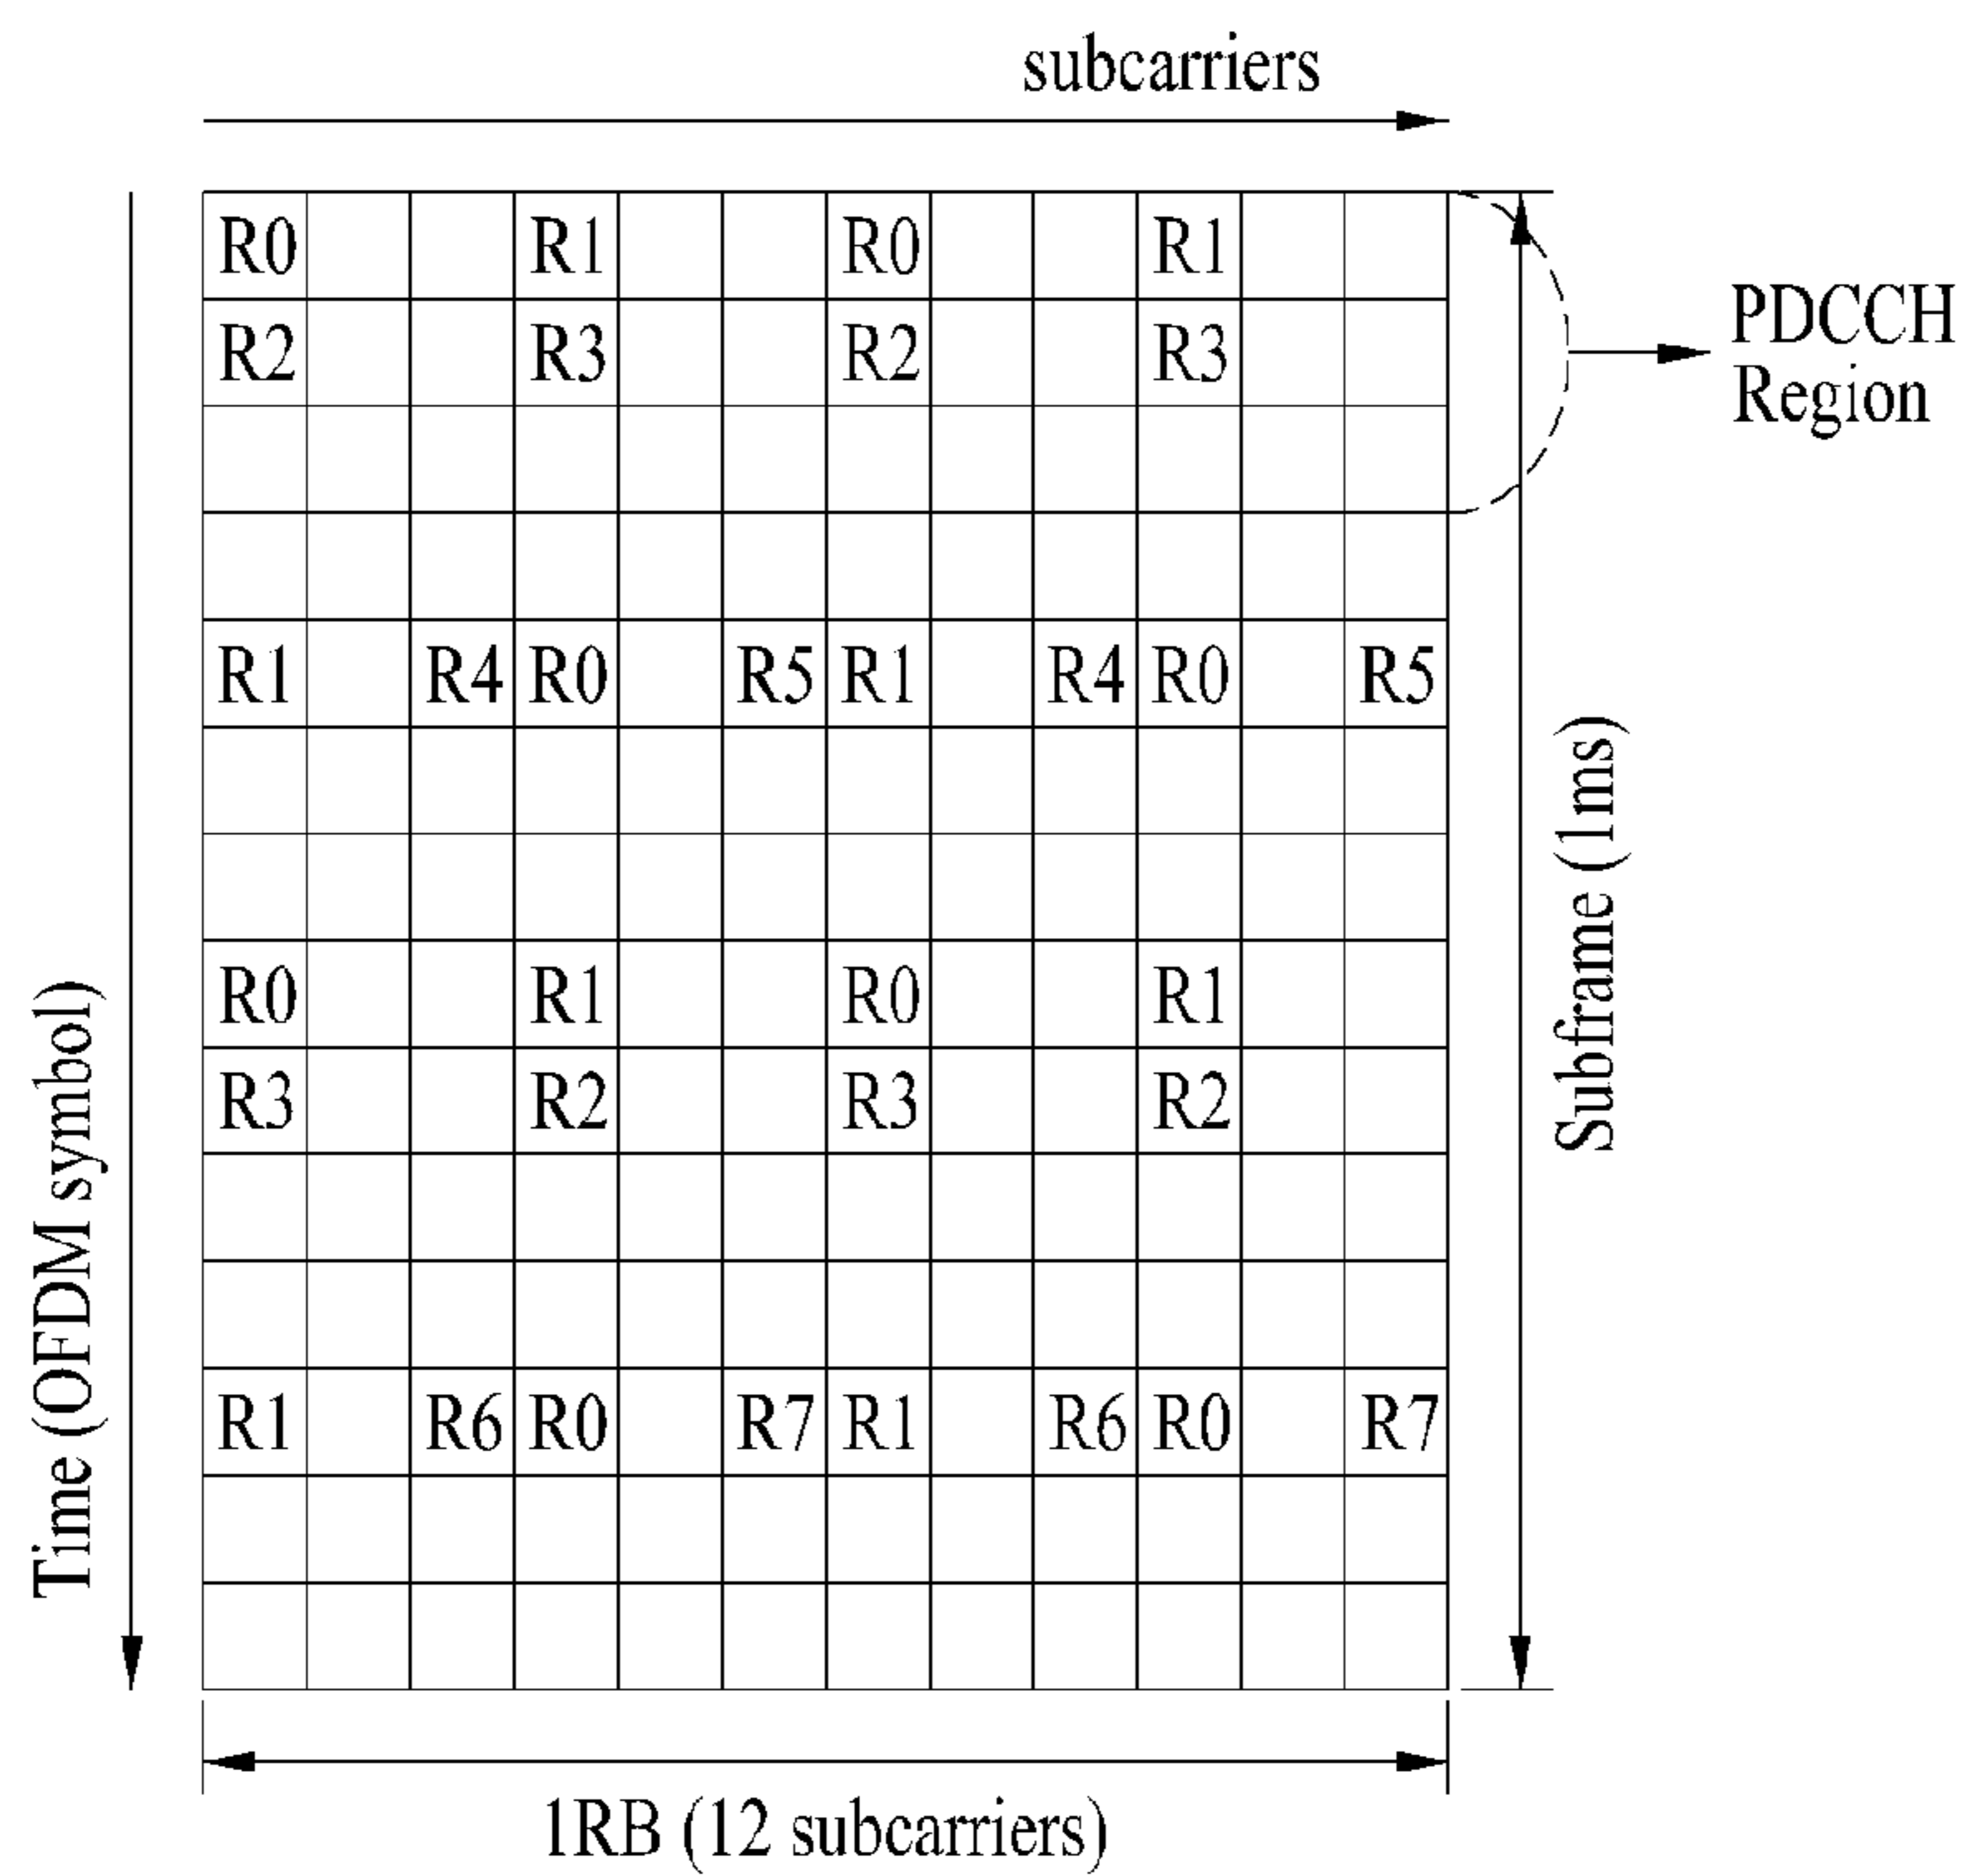 subcarriers
R0 R1 R0 R1
R2 R3 R2 R3
PDCCH
Region
R1 R4 R0 R5 R1 R4 R0 R5
R0 R1 R0 R1
R3 R2 R3 R2
R1 R6 R0 R7 R1 R6 R0 R7
Time (OFDM symbol)
Subframe (1ms)
1RB (12 subcarriers)